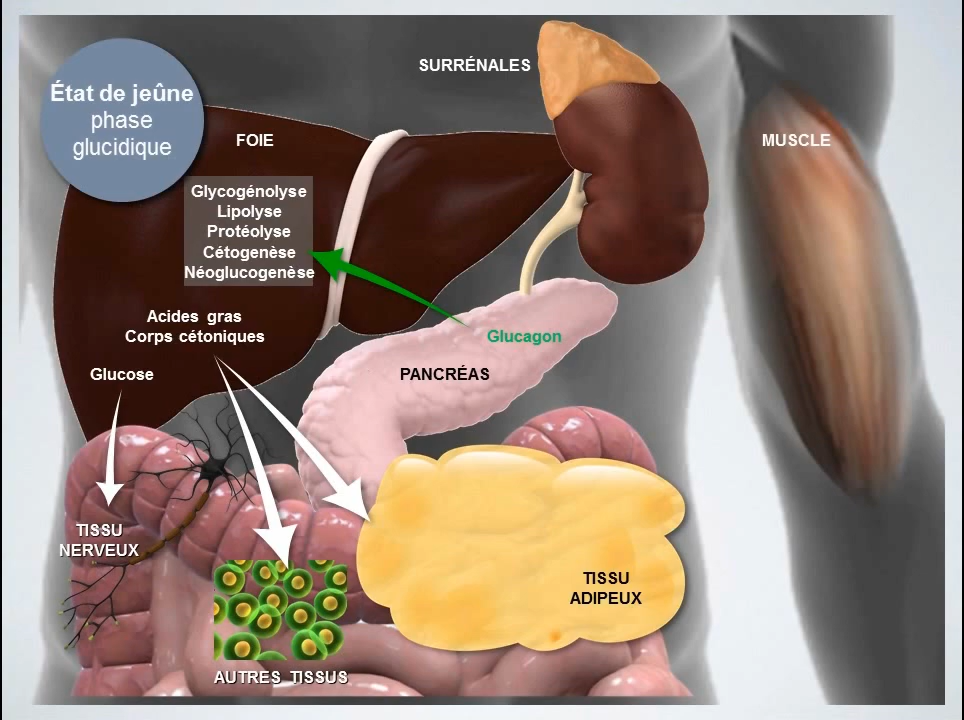 État de jeûne
phase
glucidique
SURRÉNALES
FOIE
MUSCLE
Glycogénolyse
Lipolyse
Protéolyse
Cétogenèse
Néoglucogenèse
Acides gras
Corps cétoniques
Glucagon
Glucose
PANCRÉAS
TISSU
NERVEUX
TISSU
ADIPEUX
AUTRES TISSUS